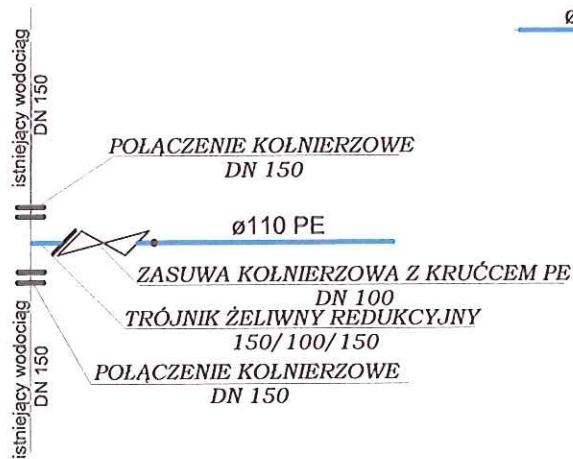 ø
istniejący wodociąg
DN 150
POŁĄCZENIE KOŁNIERZOWE
DN 150
ø110 PE
ZASUWA KOŁNIERZOWA Z KRUĆCEM PE
DN 100
TRÓJNIK ŻELIWNY REDUKCYJNY
150/100/150
POŁĄCZENIE KOŁNIERZOWE
DN 150
istniejący wodociąg
DN 150